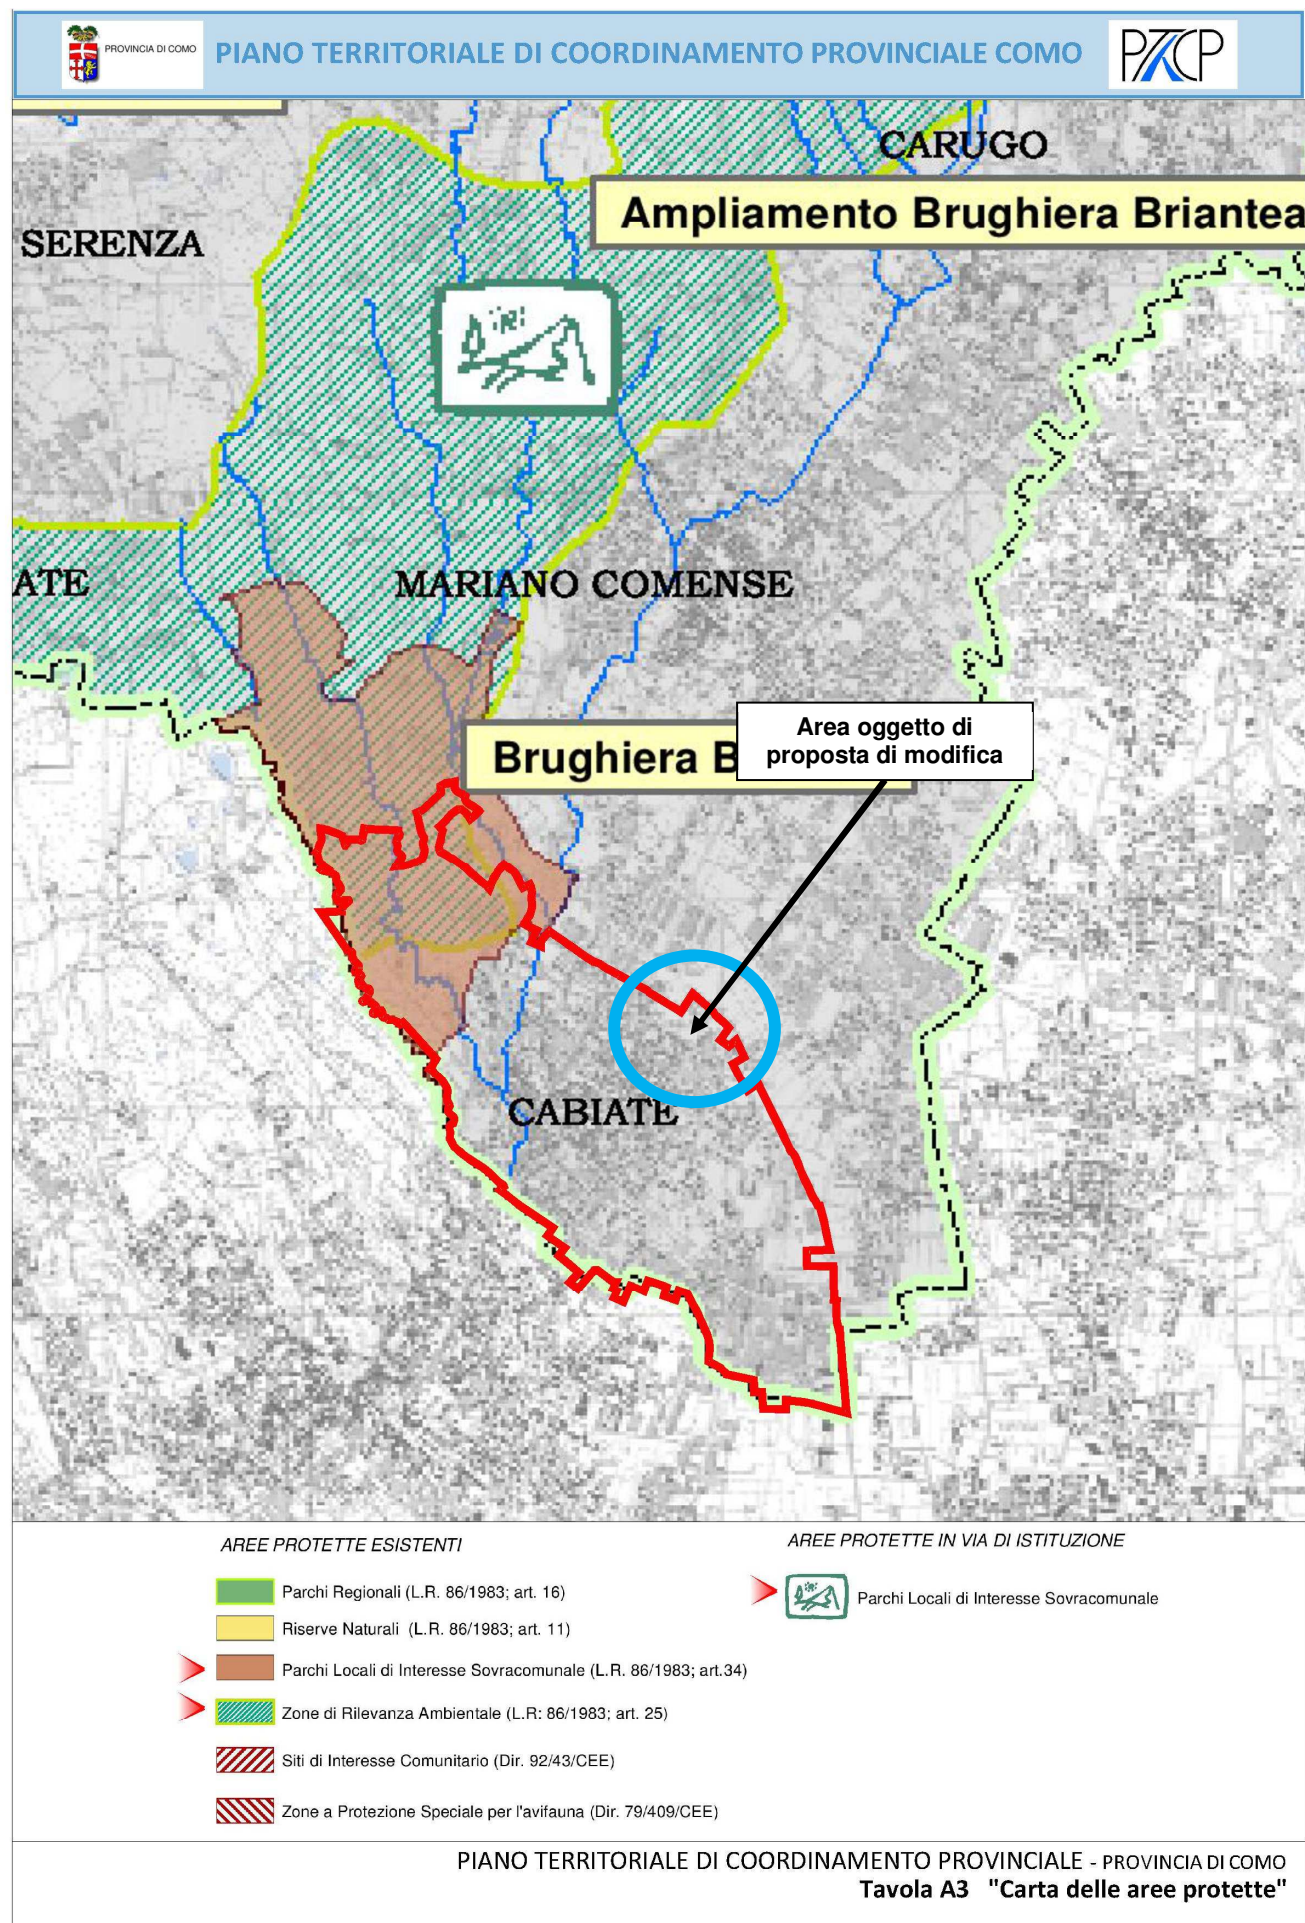 PROVINCIA DI COMO
PIANO TERRITORIALE DI COORDINAMENTO PROVINCIALE COMO
PTCP
CARUGO
Ampliamento Brughiera Briantea
SERENZA
ATE
MARIANO COMENSE
Brughiera B
Area oggetto di
proposta di modifica
CABIATE
AREE PROTETTE ESISTENTI
Parchi Regionali (L.R. 86/1983; art. 16)
Riserve Naturali (L.R. 86/1983; art. 11)
Parchi Locali di Interesse Sovracomunale (L.R. 86/1983; art.34)
Zone di Rilevanza Ambientale (L.R: 86/1983; art. 25)
Siti di Interesse Comunitario (Dir. 92/43/CEE)
Zone a Protezione Speciale per l'avifauna (Dir. 79/409/CEE)
AREE PROTETTE IN VIA DI ISTITUZIONE
Parchi Locali di Interesse Sovracomunale
PIANO TERRITORIALE DI COORDINAMENTO PROVINCIALE - PROVINCIA DI COMO
Tavola A3 "Carta delle aree protette"